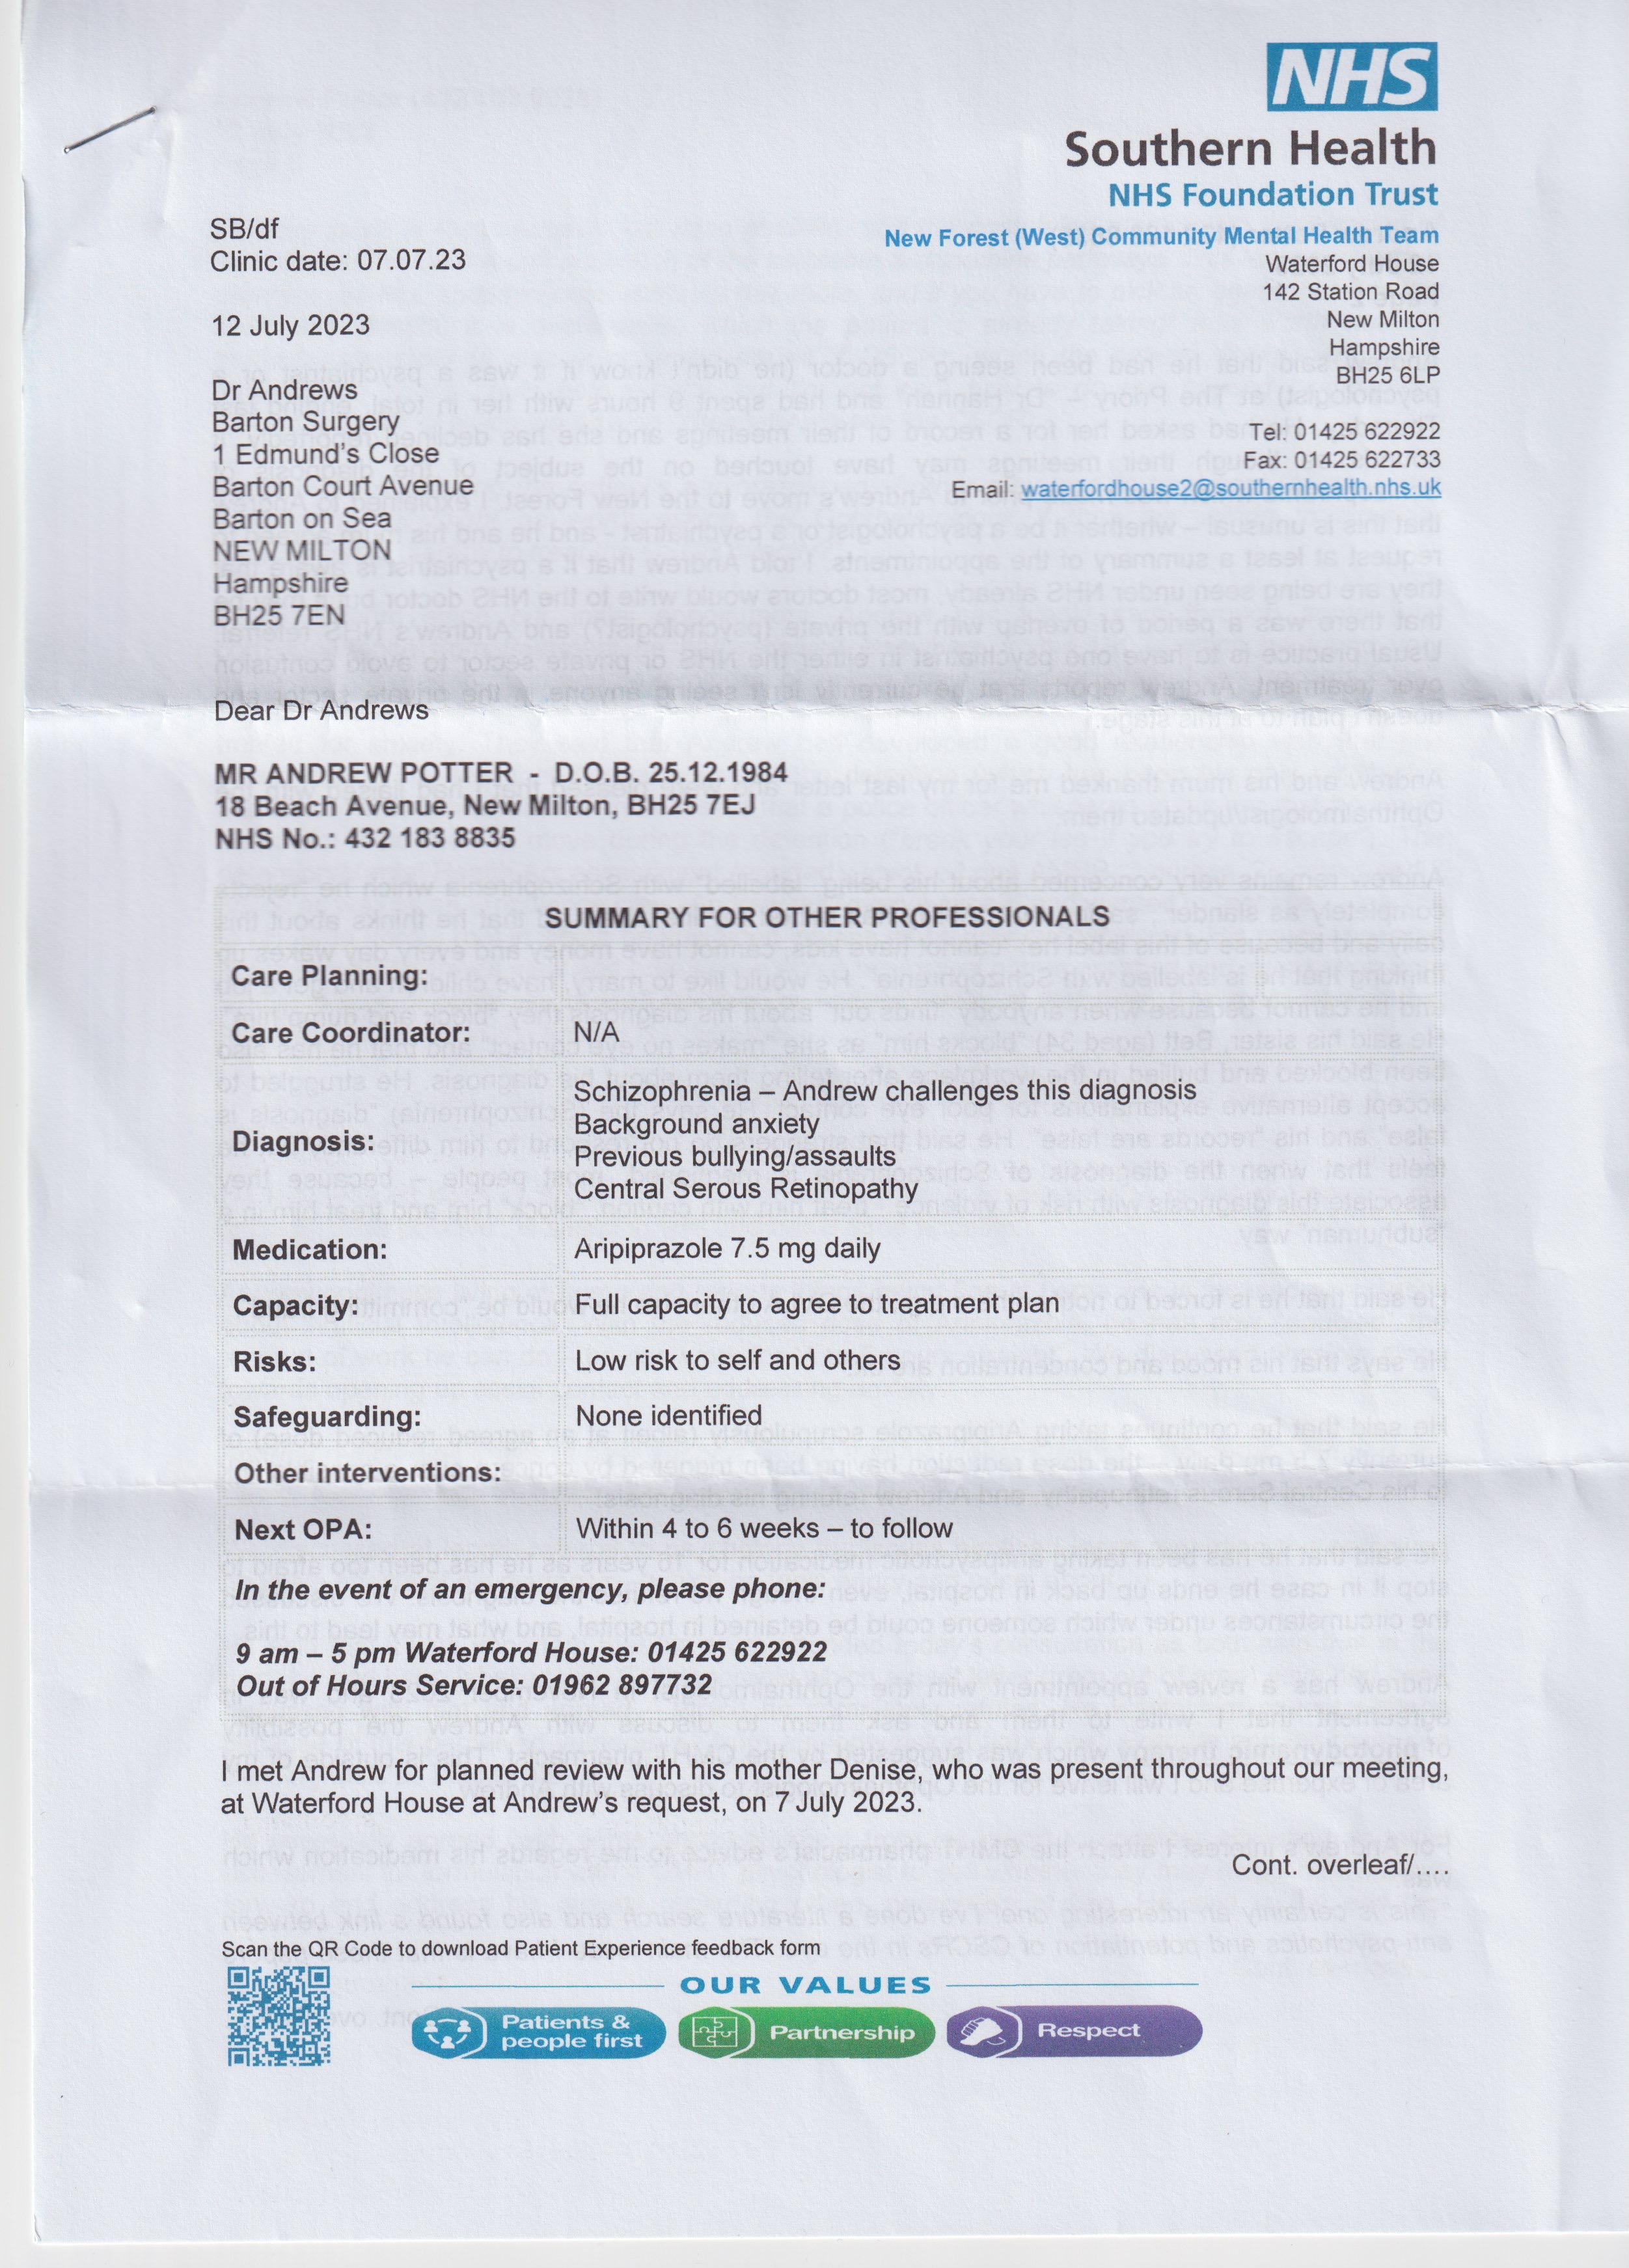 NHS
Southern Health
NHS Foundation Trust
New Forest (West) Community Mental Health Team
Waterford House
142 Station Road
New Milton
Hampshire
BH25 6LP
Tel: 01425 622922
Fax: 01425 622733
Email: waterfordhouse2@southernhealth.nhs.uk
SB/df
Clinic date: 07.07.23
12 July 2023
Dr Andrews
Barton Surgery
1 Edmund's Close
Barton Court Avenue
Barton on Sea
NEW MILTON
Hampshire
BH25 7EN
Dear Dr Andrews
MR ANDREW POTTER - D.O.B. 25.12.1984
18 Beach Avenue, New Milton, BH25 7EJ
NHS No.: 432 183 8835
SUMMARY FOR OTHER PROFESSIONALS
Care Planning:
Care Coordinator: N/A
Diagnosis: Schizophrenia – Andrew challenges this diagnosis
Background anxiety
Previous bullying/assaults
Central Serous Retinopathy
Medication: Aripiprazole 7.5 mg daily
Capacity: Full capacity to agree to treatment plan
Risks: Low risk to self and others
Safeguarding: None identified
Other interventions:
Next OPA: Within 4 to 6 weeks – to follow
In the event of an emergency, please phone:
9 am – 5 pm Waterford House: 01425 622922
Out of Hours Service: 01962 897732
I met Andrew for planned review with his mother Denise, who was present throughout our meeting,
at Waterford House at Andrew's request, on 7 July 2023.
Cont. overleaf/....
Scan the QR Code to download Patient Experience feedback form
OUR VALUES
Patients &
people first
Partnership
Respect